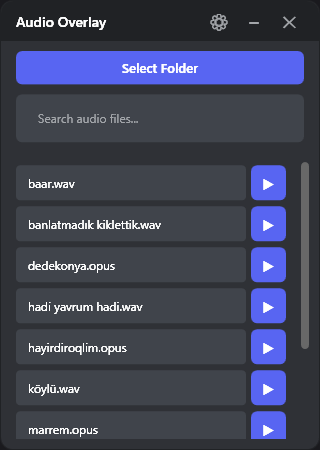 Audio Overlay
Select Folder
Search audio files...
baar.wav
banlatmadık kiklettik.wav
dedekonya.opus
hadi yavrum hadi.wav
hayirdiroqlim.opus
köylü.wav
marrem.opus